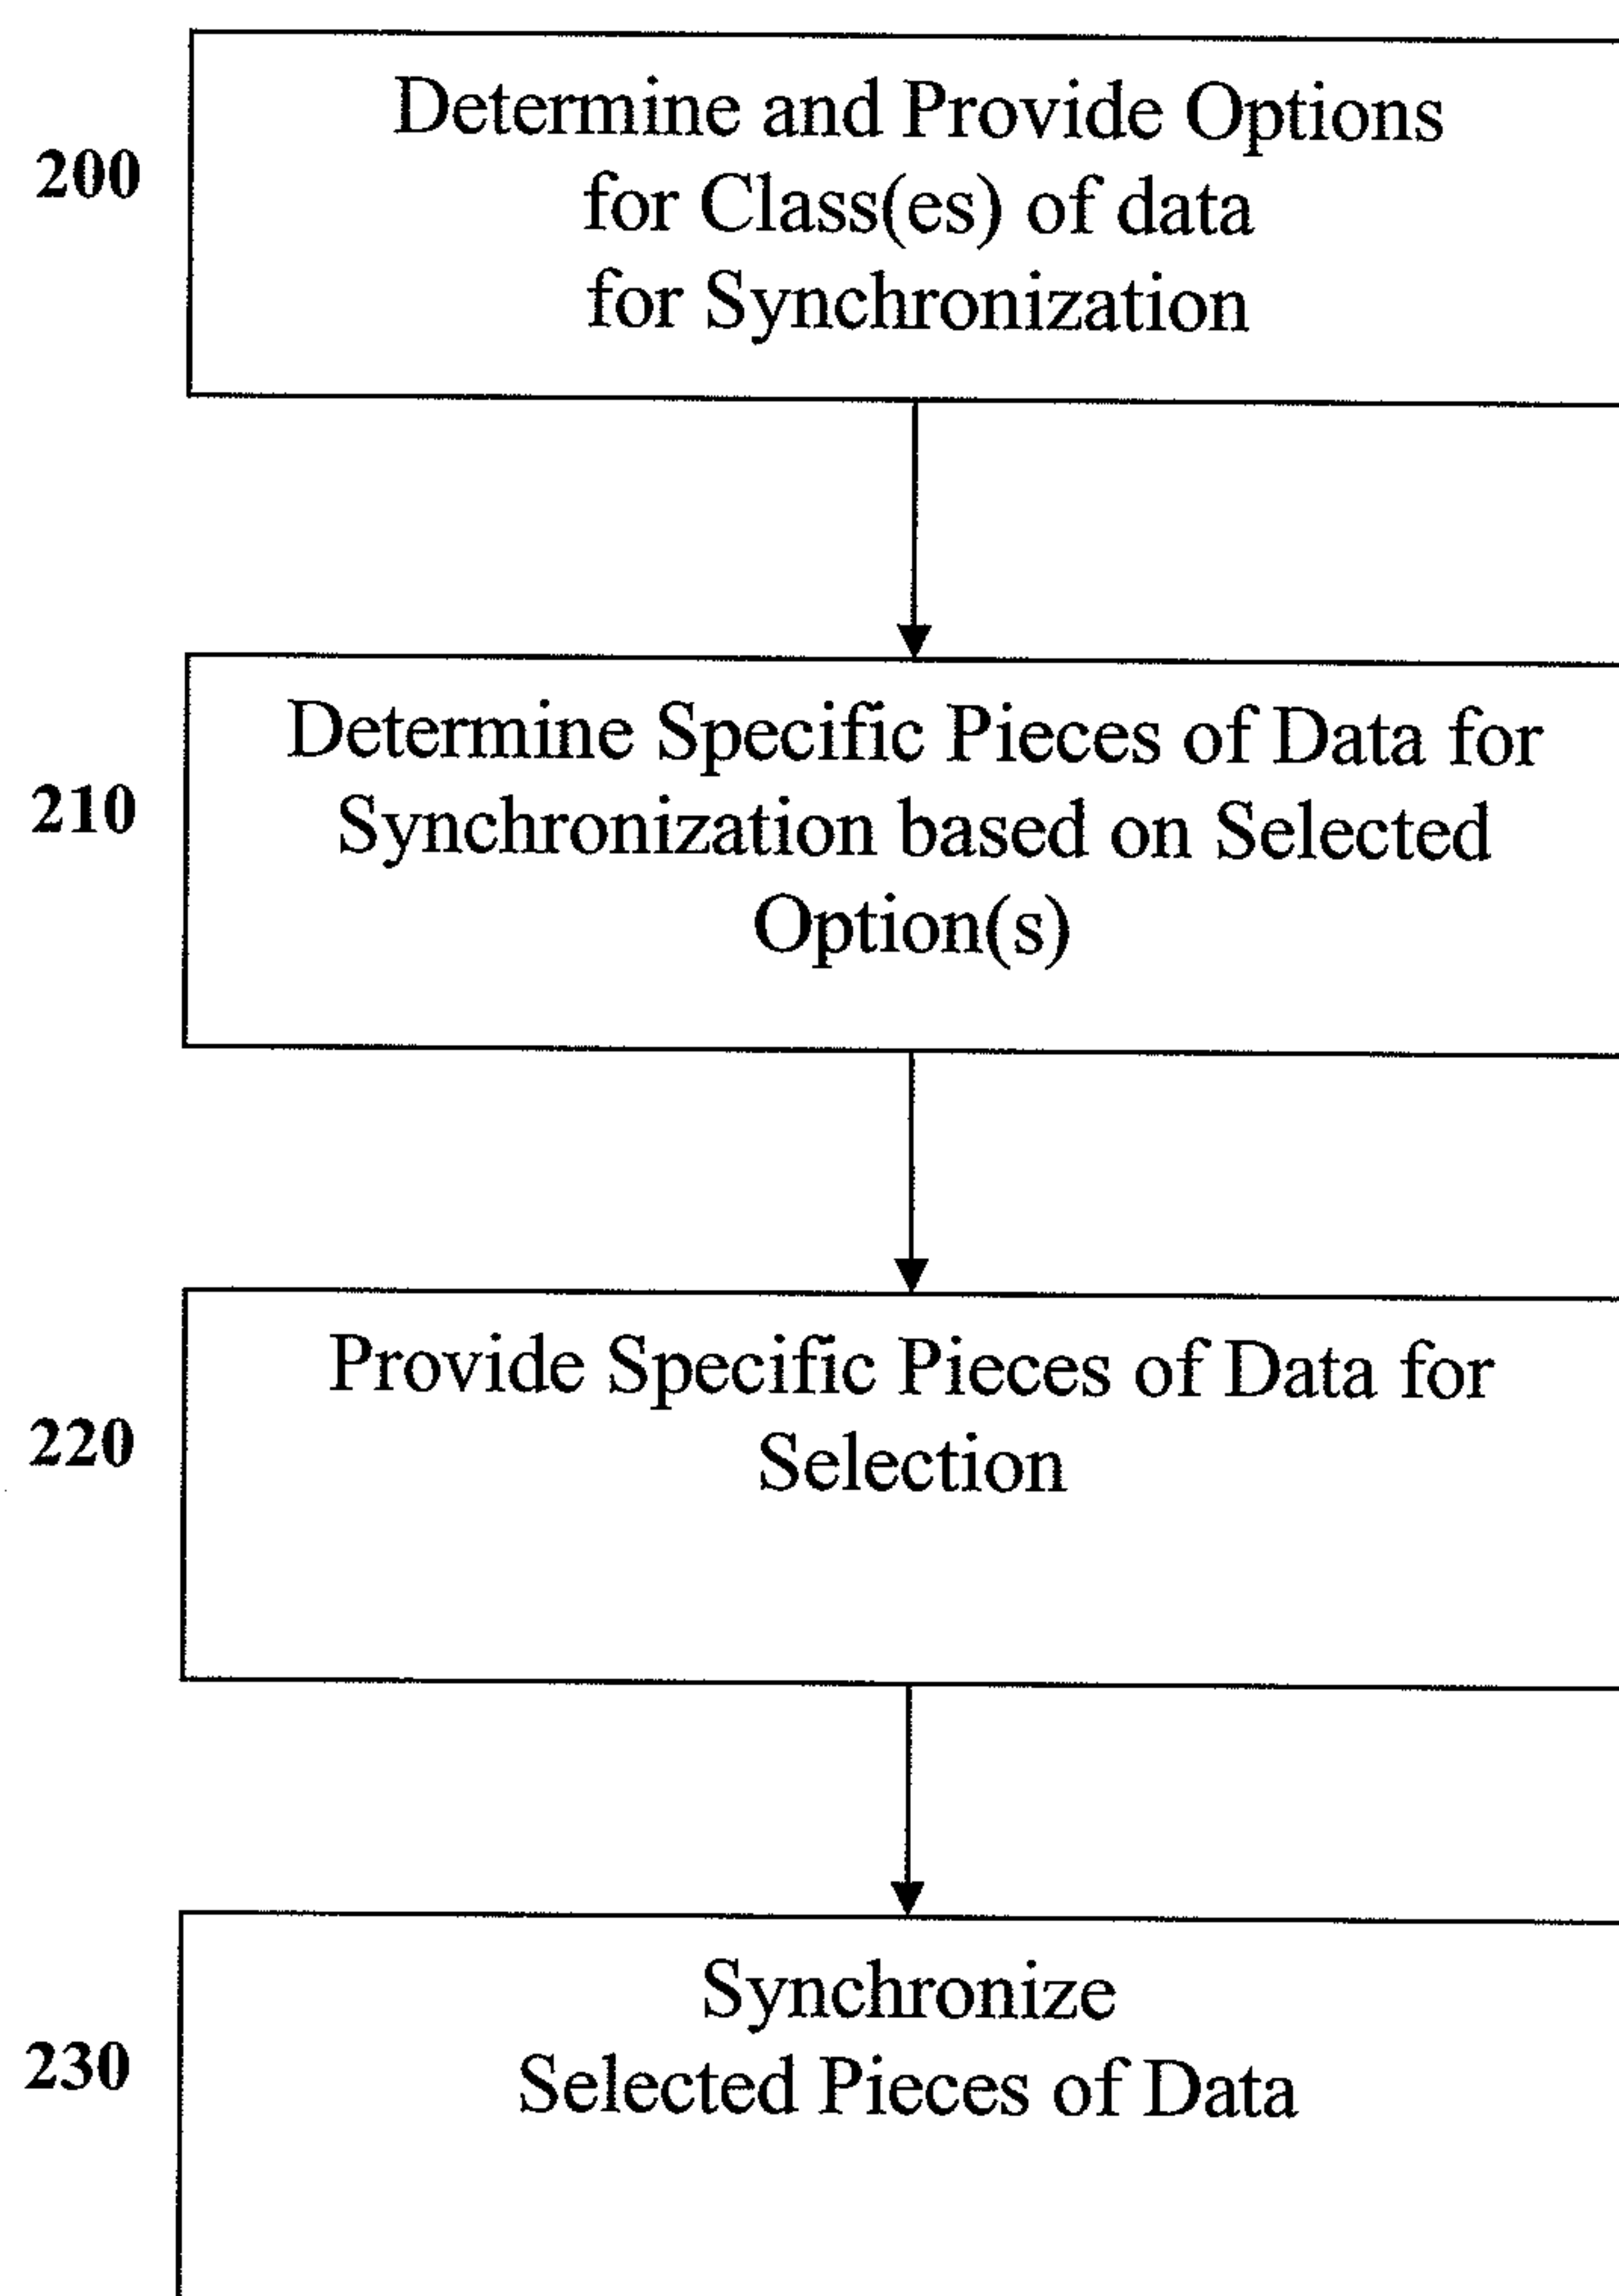 Determine and Provide Options
200
for Class(es) of data
for Synchronization
Determine Specific Pieces of Data for
210
Synchronization based on Selected
Option(s)
Provide Specific Pieces of Data for
220
Selection
Synchronize
230
Selected Pieces of Data